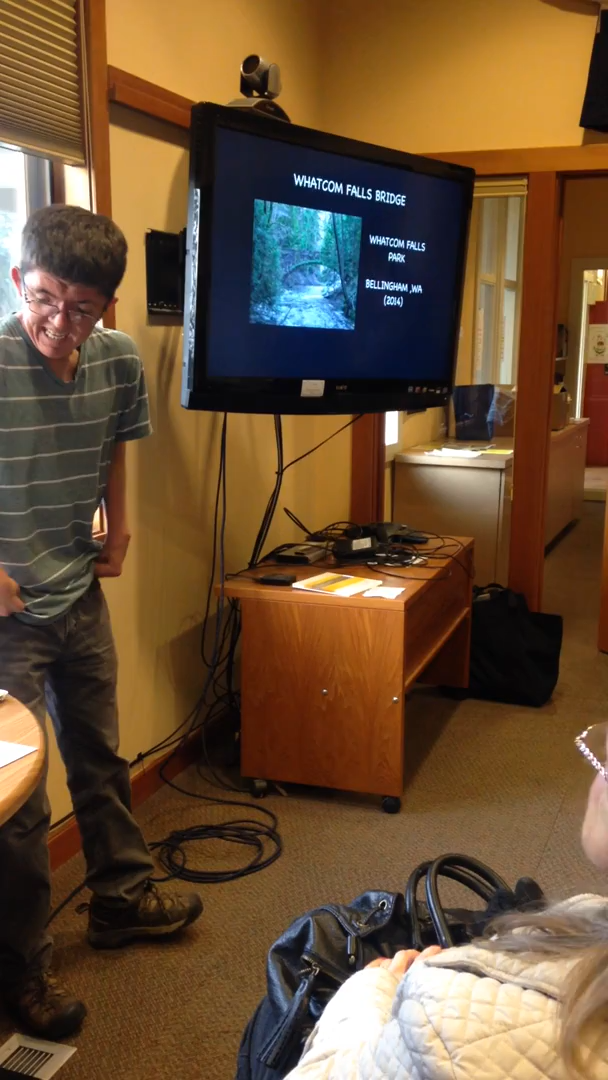 WHATCOM FALLS BRIDGE
WHATCOM FALLS
PARK
BELLINGHAM ,WA
(2014)